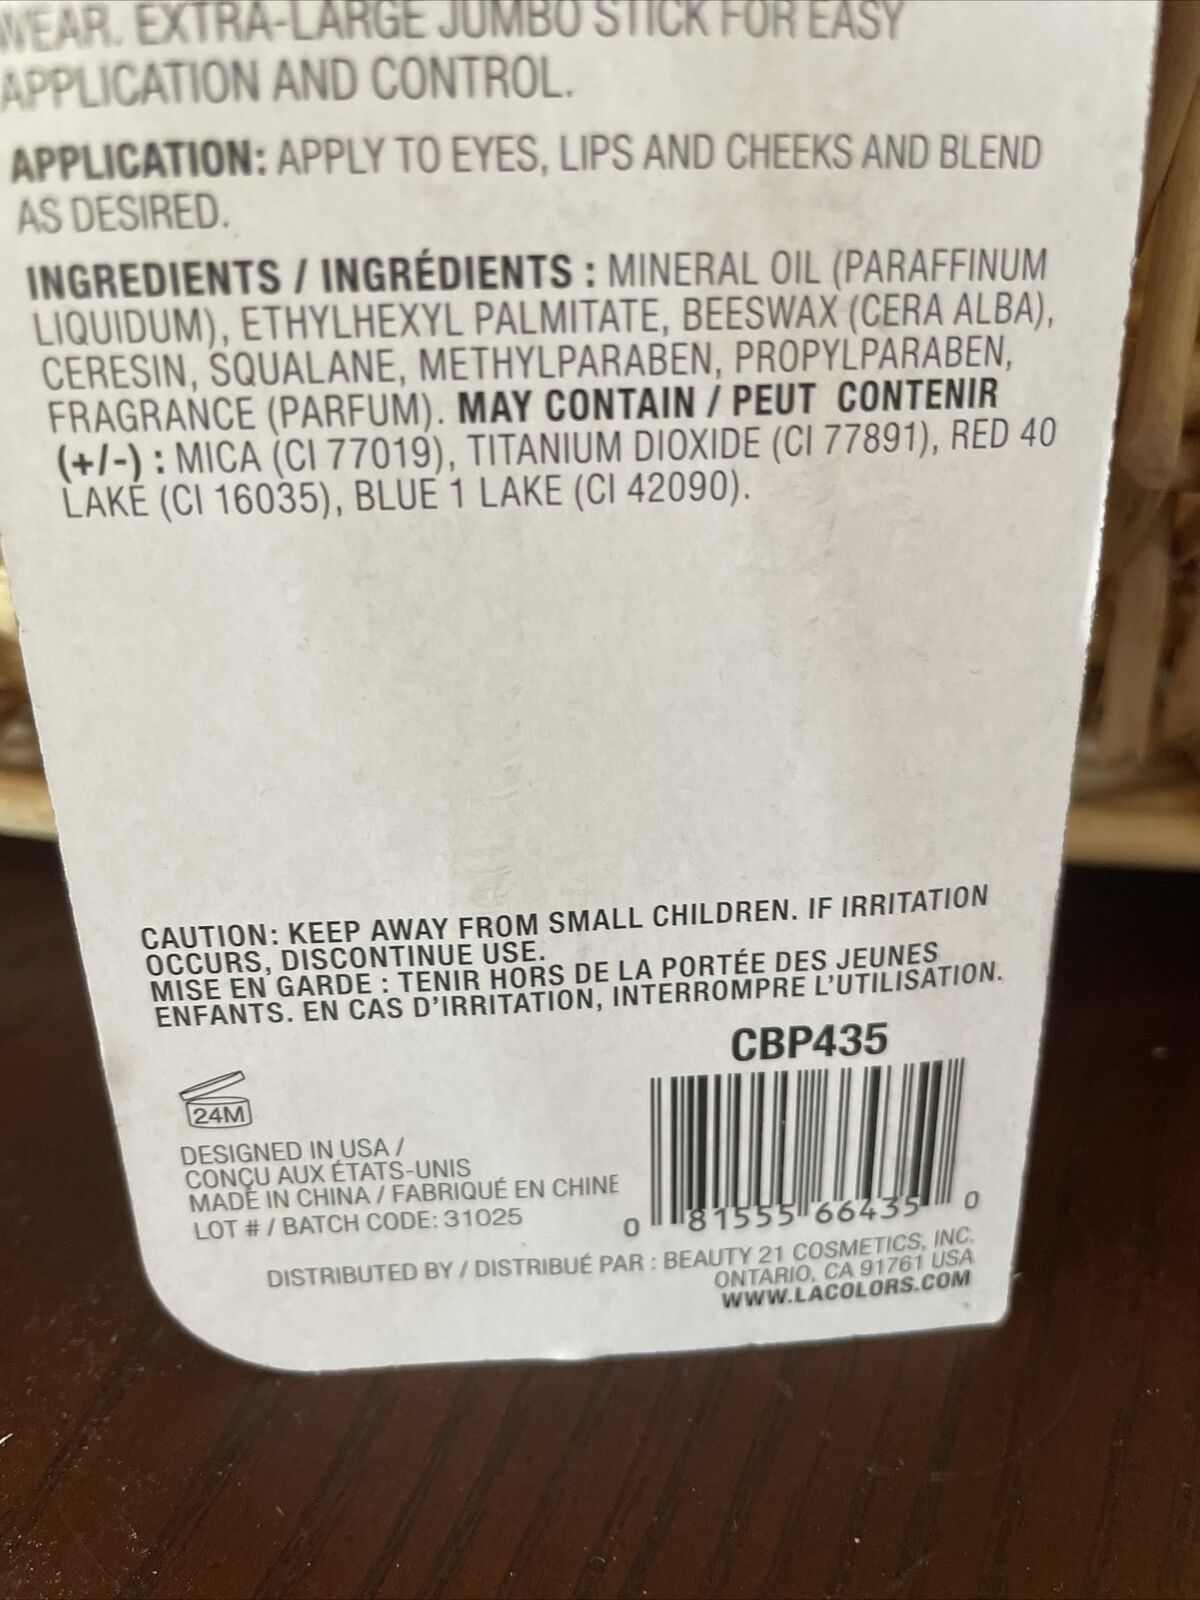 WEAR. EXTRA-LARGE JUMBO STICK FOR EASY
APPLICATION AND CONTROL.
APPLICATION: APPLY TO EYES, LIPS AND CHEEKS AND BLEND
AS DESIRED.
INGREDIENTS / INGRÉDIENTS : MINERAL OIL (PARAFFINUM
LIQUIDUM), ETHYLHEXYL PALMITATE, BEESWAX (CERA ALBA),
CERESIN, SQUALANE, METHYLPARABEN, PROPYLPARABEN,
FRAGRANCE (PARFUM). MAY CONTAIN / PEUT CONTENIR
(+/-) : MICA (CI 77019), TITANIUM DIOXIDE (CI 77891), RED 40
LAKE (CI 16035), BLUE 1 LAKE (CI 42090).
CAUTION: KEEP AWAY FROM SMALL CHILDREN. IF IRRITATION
OCCURS, DISCONTINUE USE.
MISE EN GARDE : TENIR HORS DE LA PORTÉE DES JEUNES
ENFANTS. EN CAS D'IRRITATION, INTERROMPRE L'UTILISATION.
CBP435
24M
DESIGNED IN USA /
CONÇU AUX ÉTATS-UNIS
MADE IN CHINA / FABRIQUÉ EN CHINE
LOT # / BATCH CODE: 31025
0 81555 66435 0
DISTRIBUTED BY / DISTRIBUÉ PAR : BEAUTY 21 COSMETICS, INC.
ONTARIO, CA 91761 USA
WWW.LACOLORS.COM